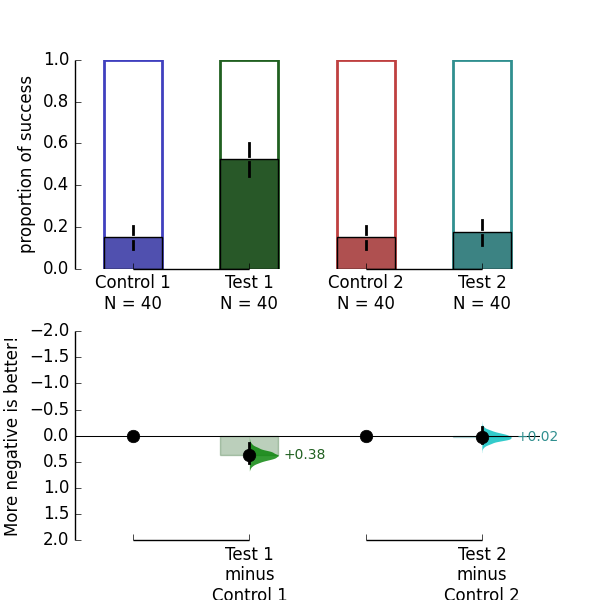 proportion of success
1.0
0.8
0.6
0.4
0.2
0.0
Control 1
N = 40
Test 1
N = 40
Control 2
N = 40
Test 2
N = 40
More negative is better!
−2.0
−1.5
−1.0
−0.5
0.0
0.5
1.0
1.5
2.0
+0.38
+0.02
Test 1
minus
Control 1
Test 2
minus
Control 2